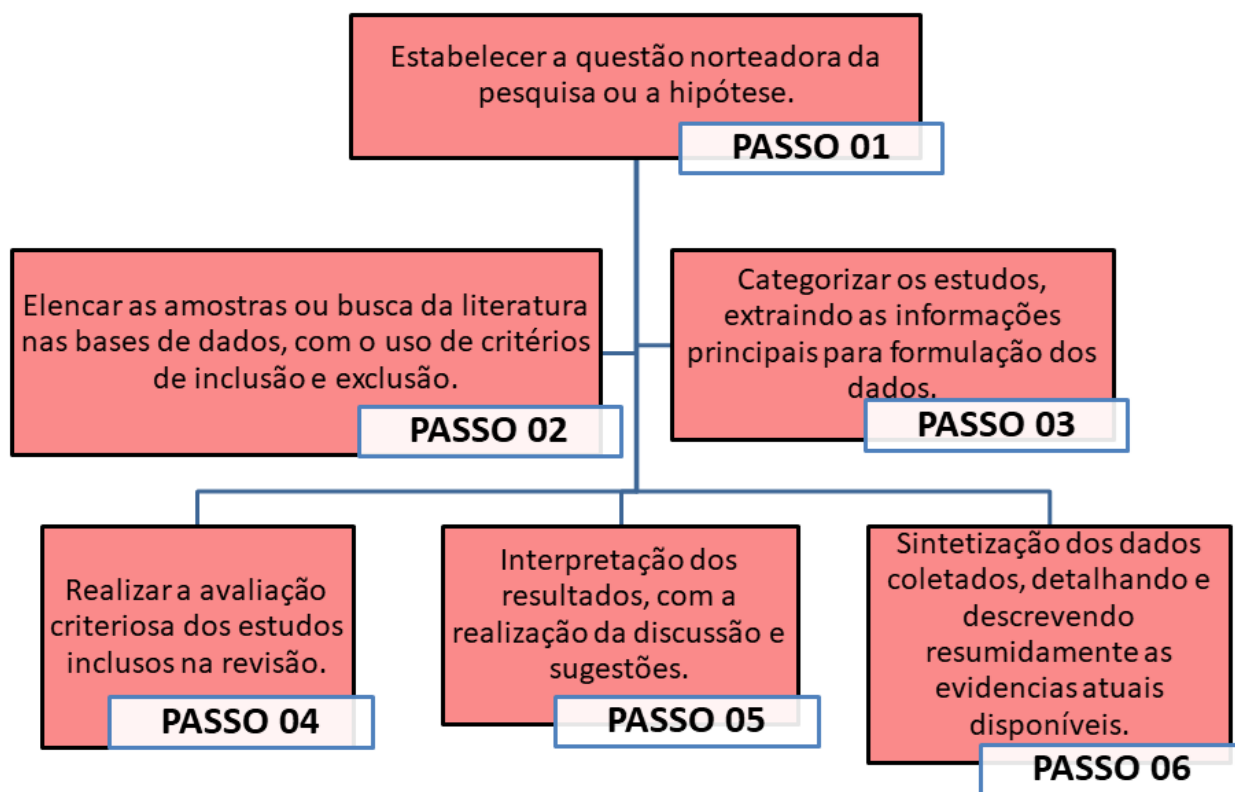 Estabelecer a questão norteadora da
pesquisa ou a hipótese.
PASSO 01
Elencar as amostras ou busca da literatura
nas bases de dados, com o uso de critérios
de inclusão e exclusão.
PASSO 02
Categorizar os estudos,
extraindo as informações
principais para formulação dos
dados.
PASSO 03
Realizar a avaliação
criteriosa dos estudos
inclusos na revisão.
PASSO 04
Interpretação dos
resultados, com a
realização da discussão e
sugestões.
PASSO 05
Sintetização dos dados
coletados, detalhando e
descrevendo
resumidamente as
evidencias atuais
disponíveis.
PASSO 06